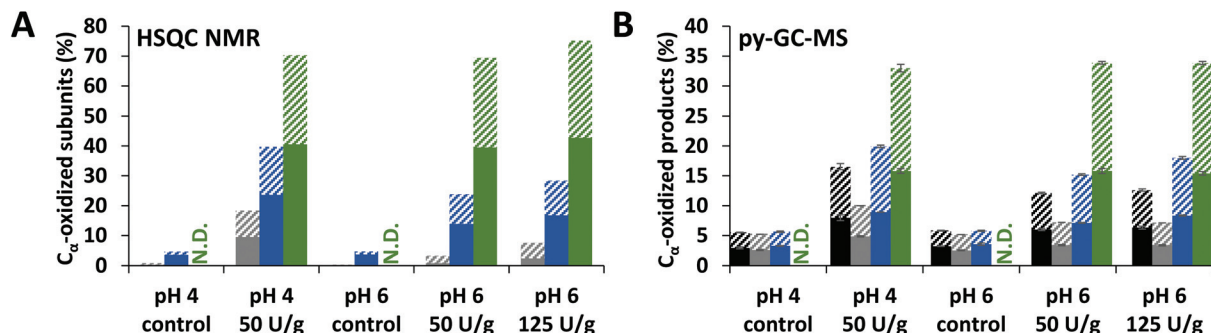 A
HSQC NMR
Cα-oxidized subunits (%)
80
70
60
50
40
30
20
10
0
N.D.
N.D.
pH 4 control
pH 4 50 U/g
pH 6 control
pH 6 50 U/g
pH 6 125 U/g
B
py-GC-MS
Cα-oxidized products (%)
40
35
30
25
20
15
10
5
0
N.D.
N.D.
pH 4 control
pH 4 50 U/g
pH 6 control
pH 6 50 U/g
pH 6 125 U/g